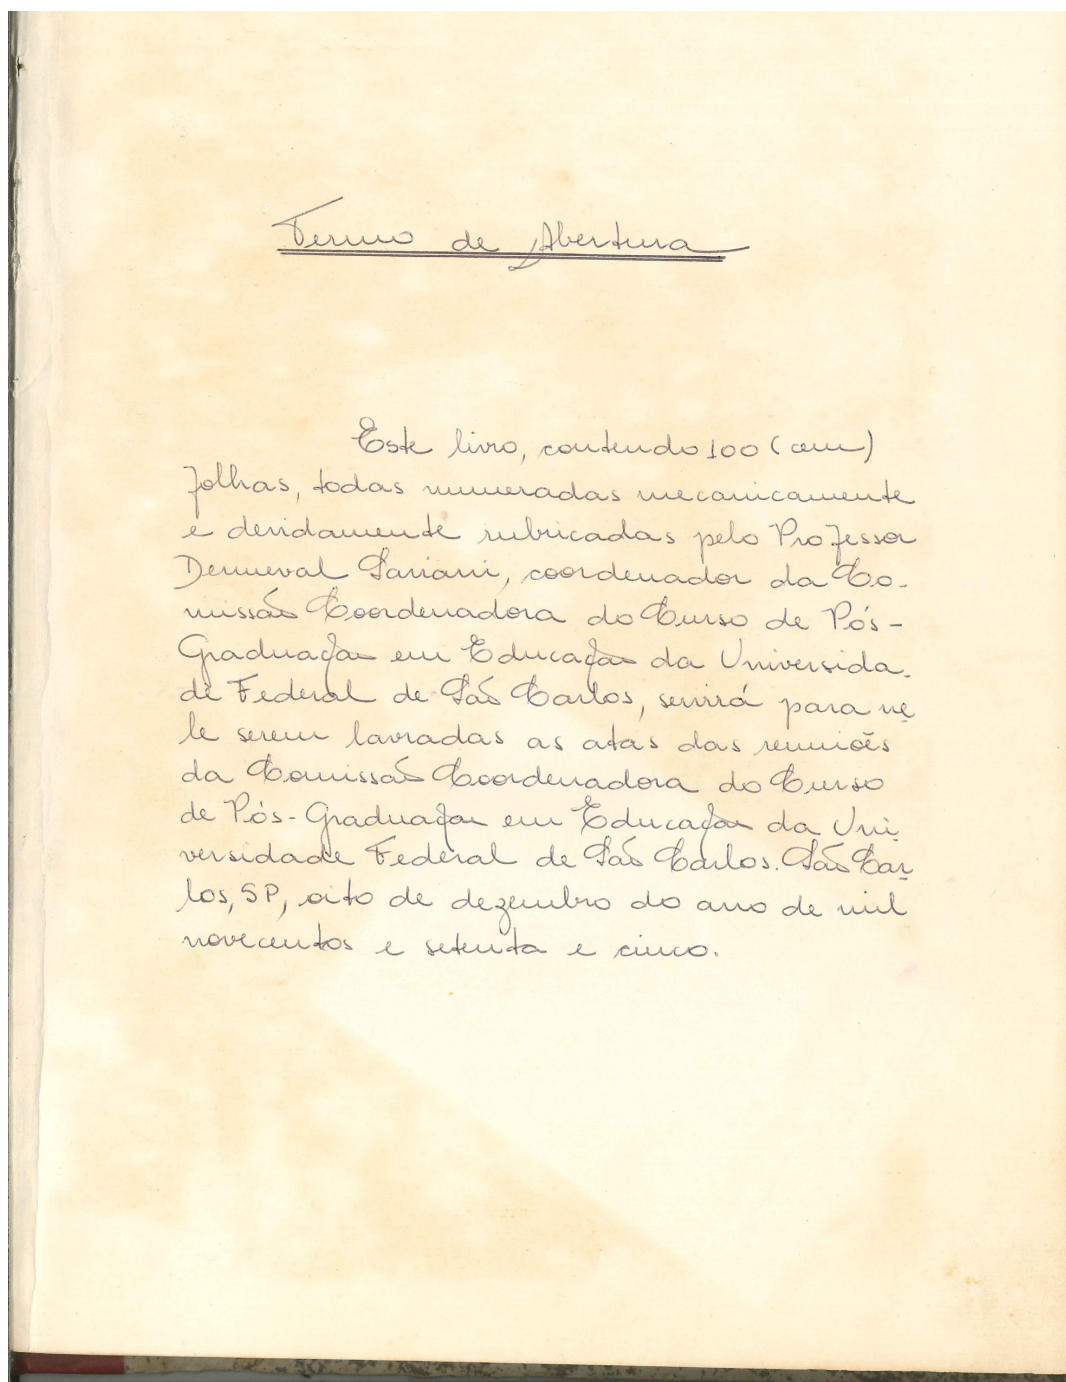 Termo de Abertura
Este livro, contendo 100 (cem)
folhas, todas numeradas mecanicamente
e devidamente rubricadas pelo Professor
Dermeval Saviani, coordenador da Co-
missão Coordenadora do Curso de Pós-
Graduação em Educação da Universida-
de Federal de São Carlos, servirá para ne
le serem lavradas as atas das reuniões
da Comissão Coordenadora do Curso
de Pós-Graduação em Educação da Uni
versidade Federal de São Carlos. São Car
los, SP, oito de dezembro do ano de mil
novecentos e setenta e cinco.